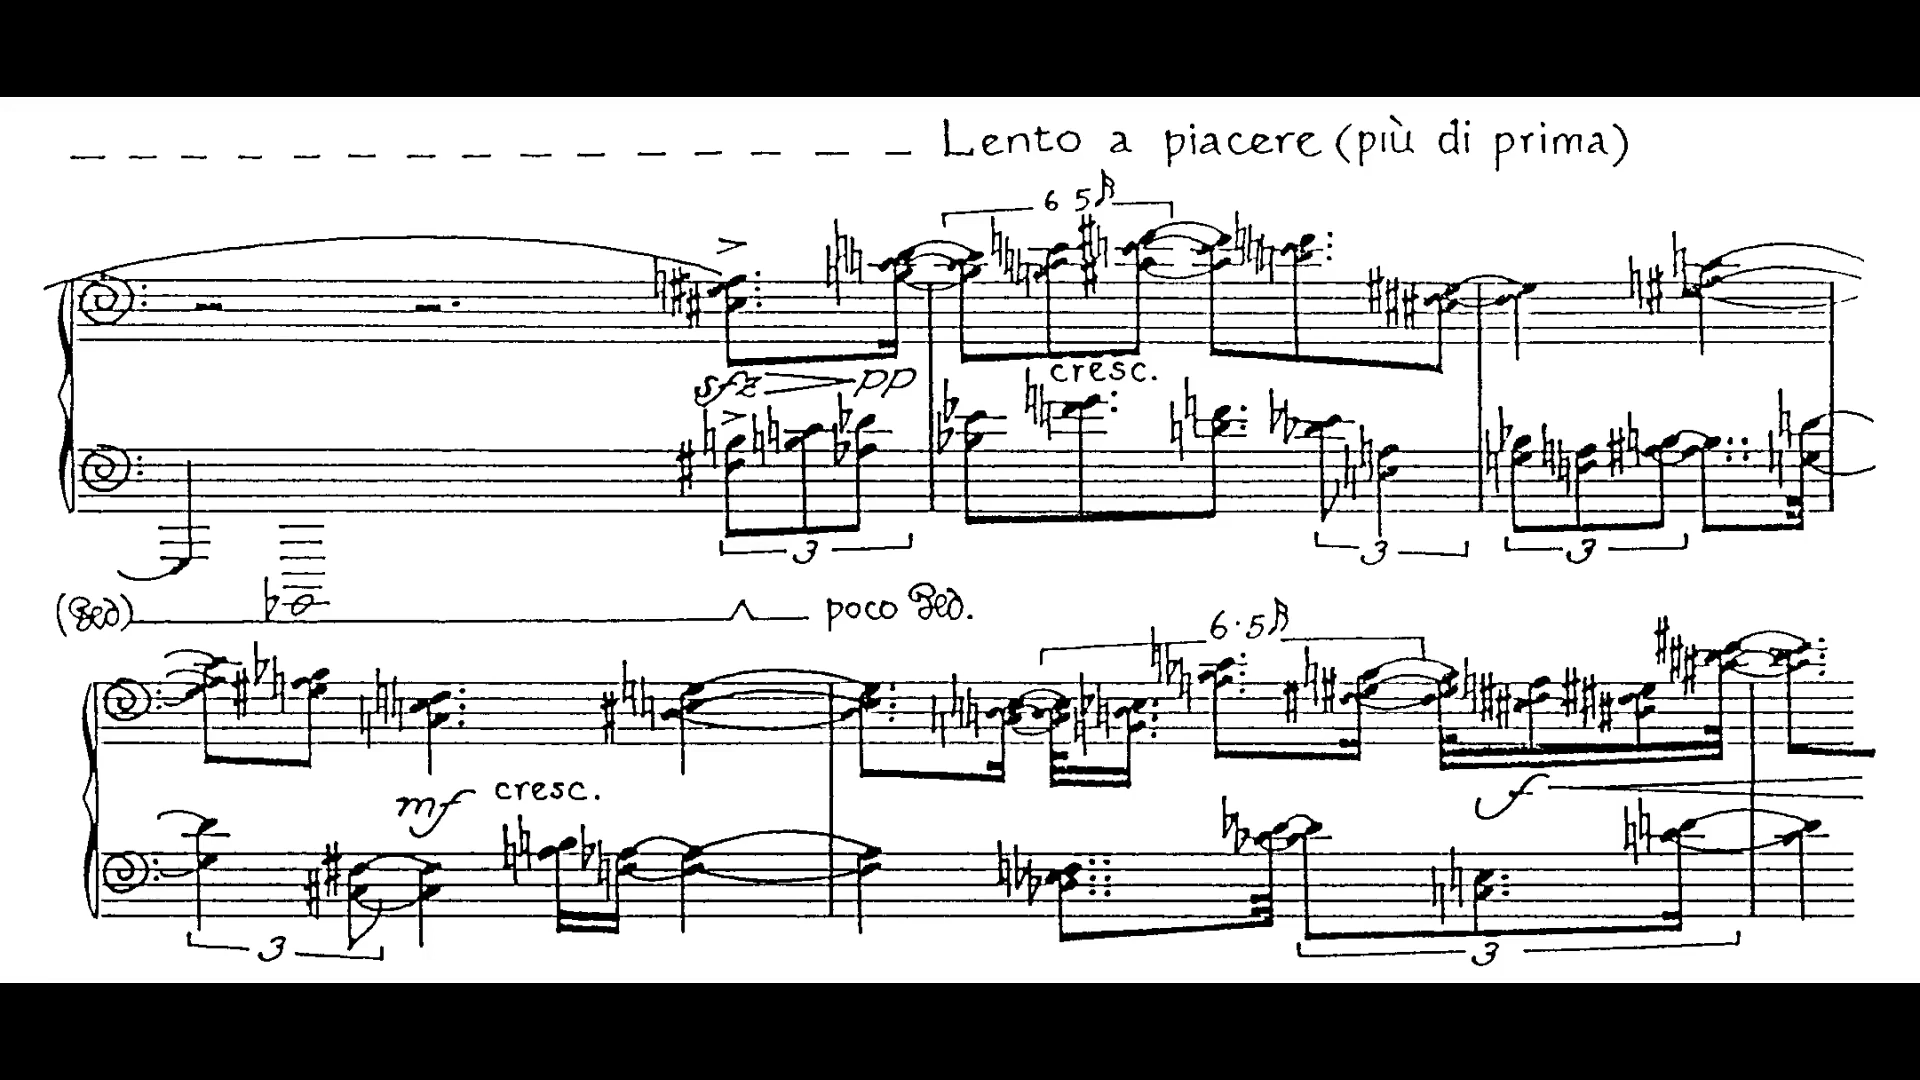 Lento a piacere (più di prima)
6 5
sfz pp
cresc.
3 3 3
(Ped) poco Ped.
6·5
mf cresc.
f
3 3